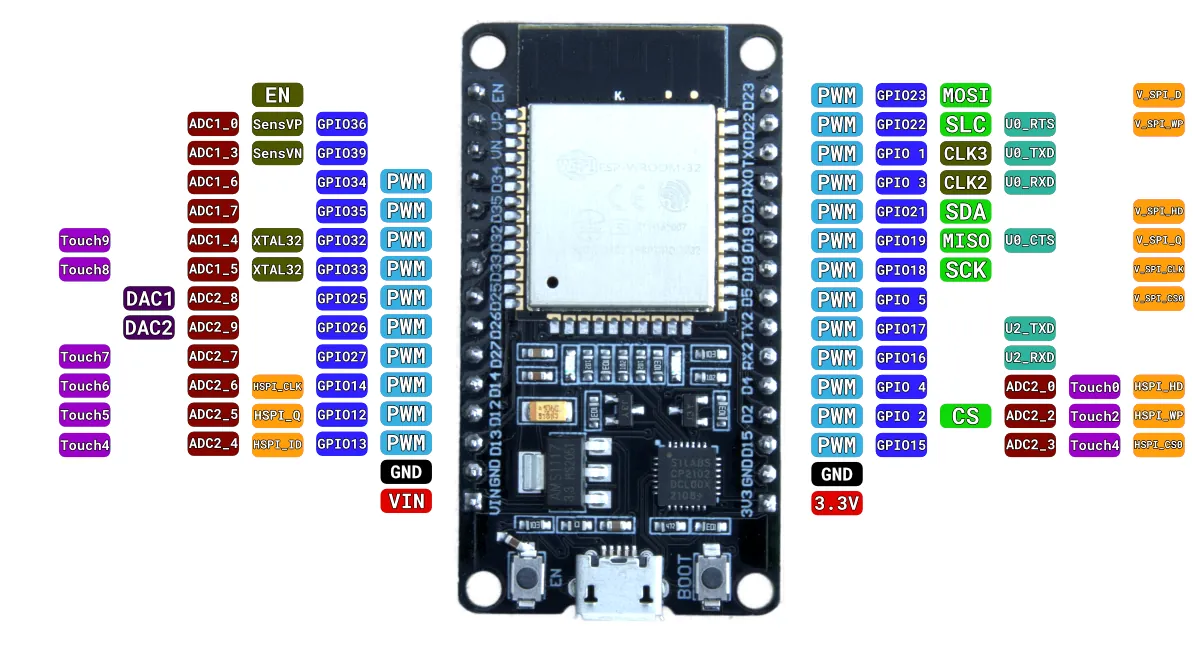 EN EN D23 PWM GPIO23 MOSI V_SPI_D
ADC1_0 SensVP GPIO36 VP D22 PWM GPIO22 SLC U0_RTS V_SPI_WP
ADC1_3 SensVN GPIO39 VN TX0 PWM GPIO 1 CLK3 U0_TXD
ADC1_6 GPIO34 PWM D34 RX0 PWM GPIO 3 CLK2 U0_RXD
ADC1_7 GPIO35 PWM D35 D21 PWM GPIO21 SDA V_SPI_HD
Touch9 ADC1_4 XTAL32 GPIO32 PWM D32 D19 PWM GPIO19 MISO U0_CTS V_SPI_Q
Touch8 ADC1_5 XTAL32 GPIO33 PWM D33 D18 PWM GPIO18 SCK V_SPI_CLK
DAC1 ADC2_8 GPIO25 PWM D25 D5 PWM GPIO 5 V_SPI_CS0
DAC2 ADC2_9 GPIO26 PWM D26 TX2 PWM GPIO17 U2_TXD
Touch7 ADC2_7 GPIO27 PWM D27 RX2 PWM GPIO16 U2_RXD
Touch6 ADC2_6 HSPI_CLK GPIO14 PWM D14 D4 PWM GPIO 4 ADC2_0 Touch0 HSPI_HD
Touch5 ADC2_5 HSPI_Q GPIO12 PWM D12 D2 PWM GPIO 2 CS ADC2_2 Touch2 HSPI_WP
Touch4 ADC2_4 HSPI_ID GPIO13 PWM D13 D15 PWM GPIO15 ADC2_3 Touch4 HSPI_CS0
GND GND GND GND
VIN VIN 3V3 3.3V
SILABS
CP2102
EN BOOT